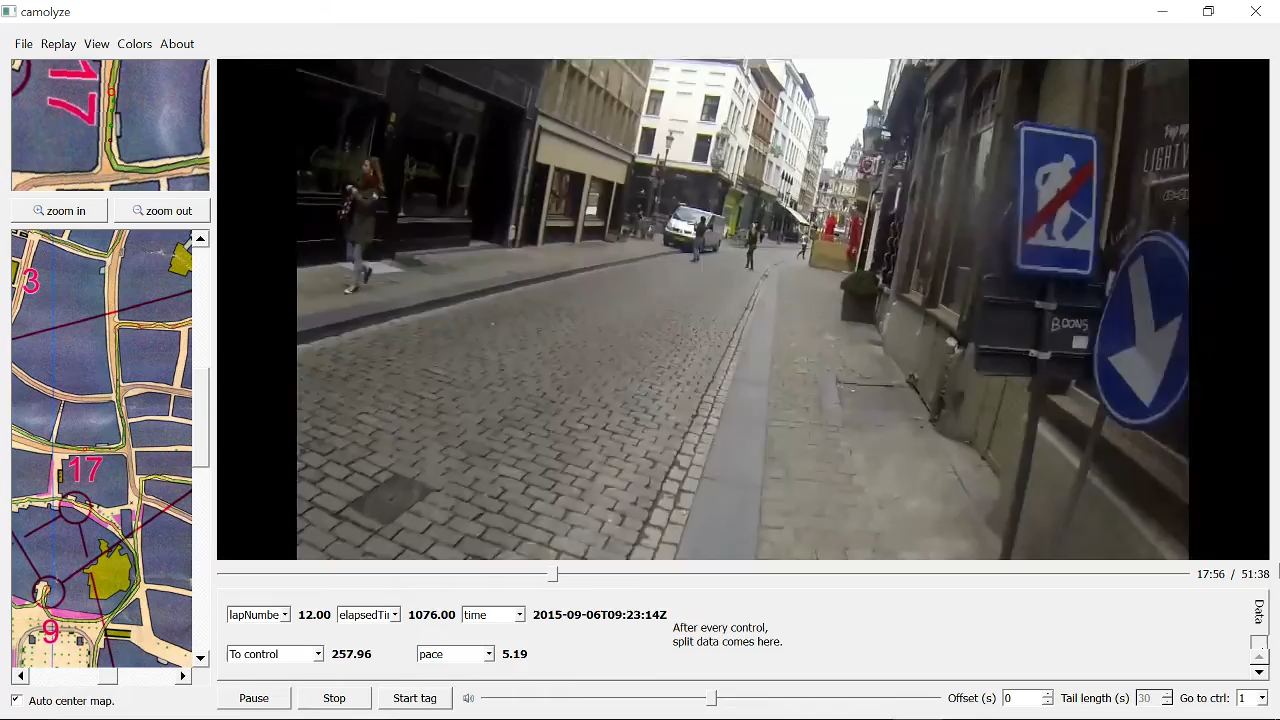 camolyze
File Replay View Colors About
17
zoom in zoom out
3
17
9
Auto center map.
BOONS
17:56 / 51:38
lapNumbe 12.00 elapsedTi 1076.00 time 2015-09-06T09:23:14Z
After every control,
split data comes here.
To control 257.96 pace 5.19
Data
Pause Stop Start tag Offset (s) 0 Tail length (s) 30 Go to ctrl: 1